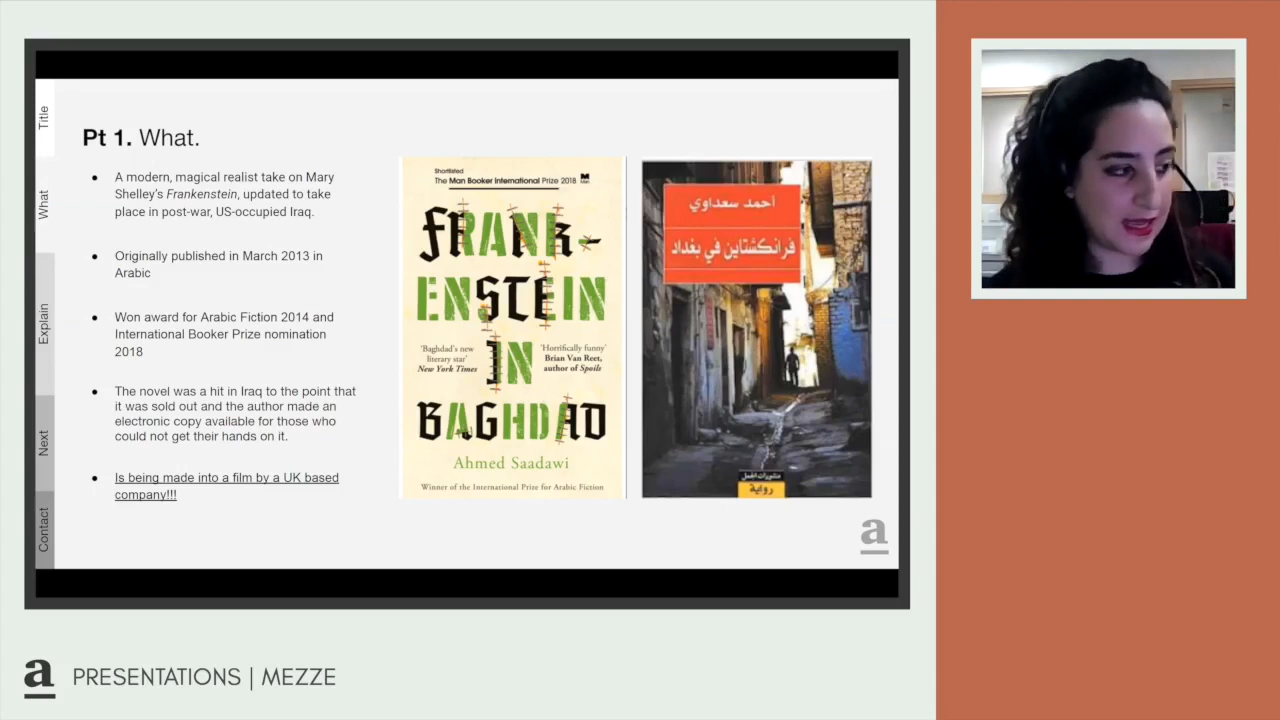 Title
What
Explain
Next
Contact
Pt 1. What.
● A modern, magical realist take on Mary
Shelley's Frankenstein, updated to take
place in post-war, US-occupied Iraq.
● Originally published in March 2013 in
Arabic
● Won award for Arabic Fiction 2014 and
International Booker Prize nomination
2018
● The novel was a hit in Iraq to the point that
it was sold out and the author made an
electronic copy available for those who
could not get their hands on it.
● Is being made into a film by a UK based
company!!!
Shortlisted
The Man Booker International Prize 2018
FRANK-
ENSTEIN
IN
BAGHDAD
'Baghdad's new
literary star'
New York Times
'Horrifically funny'
Brian Van Reet,
author of Spoils
Ahmed Saadawi
Winner of the International Prize for Arabic Fiction
أحمد سعداوي
فرانكشتاين في بغداد
منشورات الجمل
رواية
a
a PRESENTATIONS | MEZZE